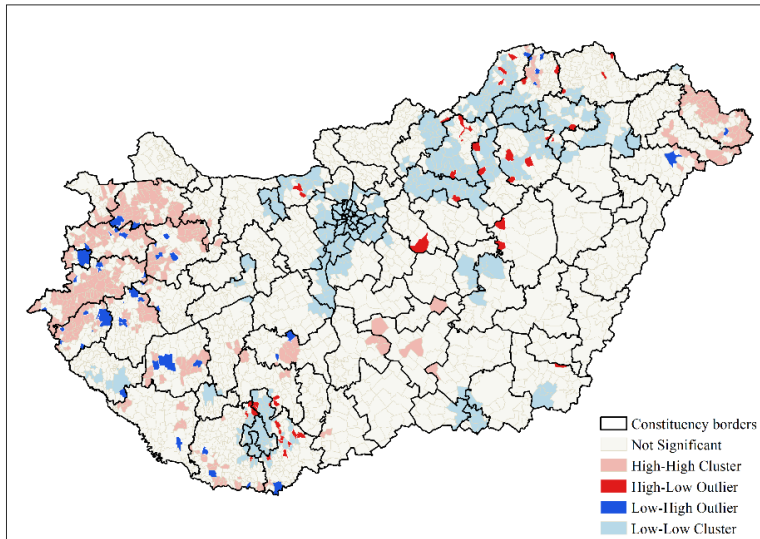 Constituency borders
Not Significant
High-High Cluster
High-Low Outlier
Low-High Outlier
Low-Low Cluster